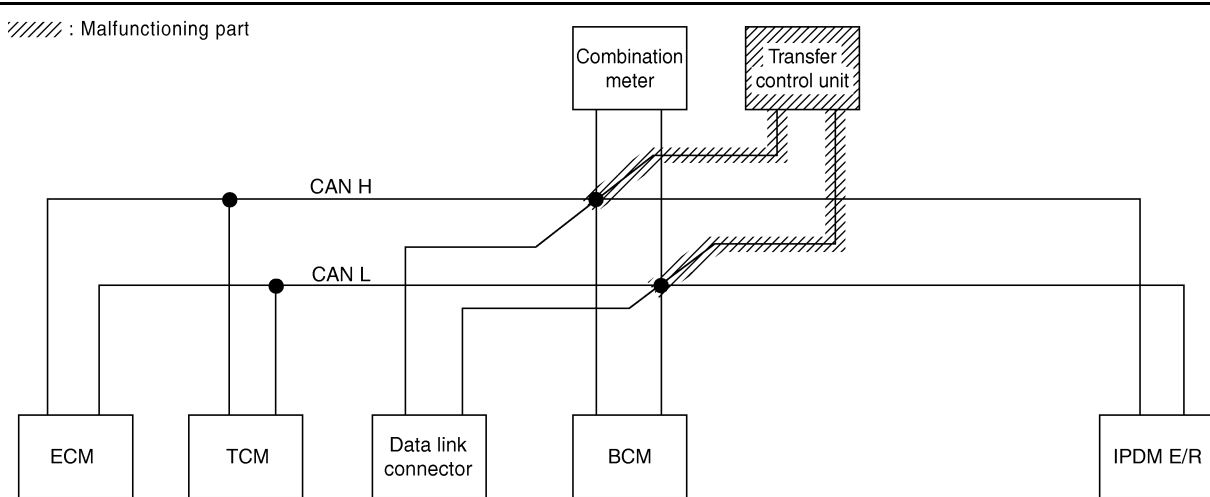 : Malfunctioning part
Combination
meter
Transfer
control unit
CAN H
CAN L
ECM
TCM
Data link
connector
BCM
IPDM E/R